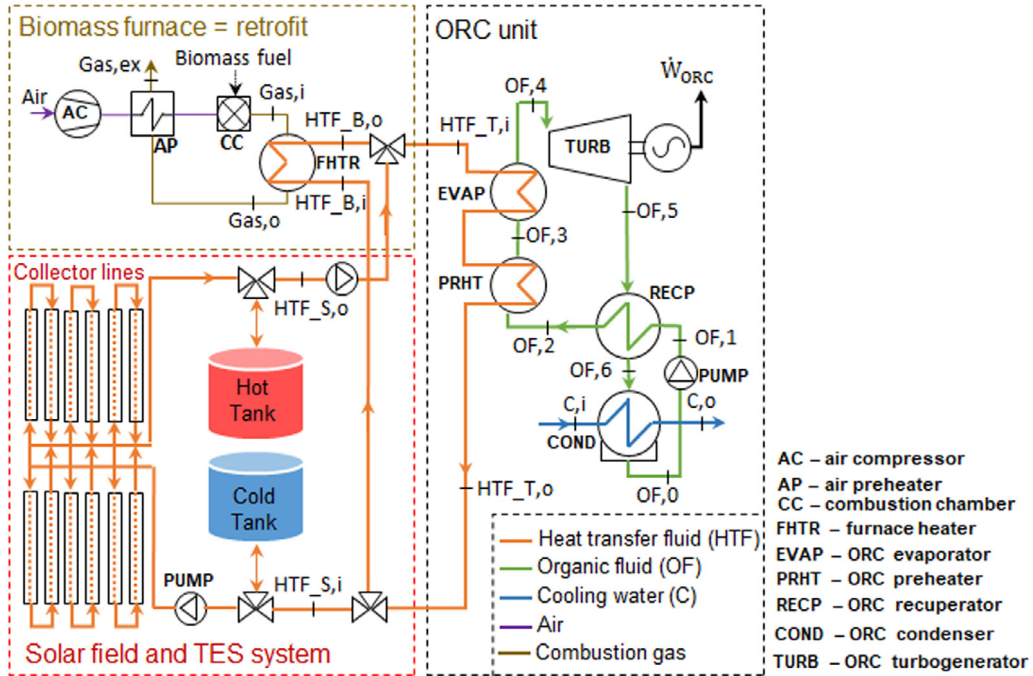 Biomass furnace = retrofit
Gas,ex
Biomass fuel
Air
AC
AP
CC
Gas,i
HTF_B,o
FHTR
HTF_B,i
Gas,o
ORC unit
OF,4
ẆORC
HTF_T,i
TURB
EVAP
OF,5
OF,3
PRHT
RECP
OF,2
OF,1
OF,6
PUMP
C,i
C,o
COND
OF,0
HTF_T,o
Collector lines
HTF_S,o
Hot
Tank
Cold
Tank
PUMP
HTF_S,i
Solar field and TES system
Heat transfer fluid (HTF)
Organic fluid (OF)
Cooling water (C)
Air
Combustion gas
AC – air compressor
AP – air preheater
CC – combustion chamber
FHTR – furnace heater
EVAP – ORC evaporator
PRHT – ORC preheater
RECP – ORC recuperator
COND – ORC condenser
TURB – ORC turbogenerator